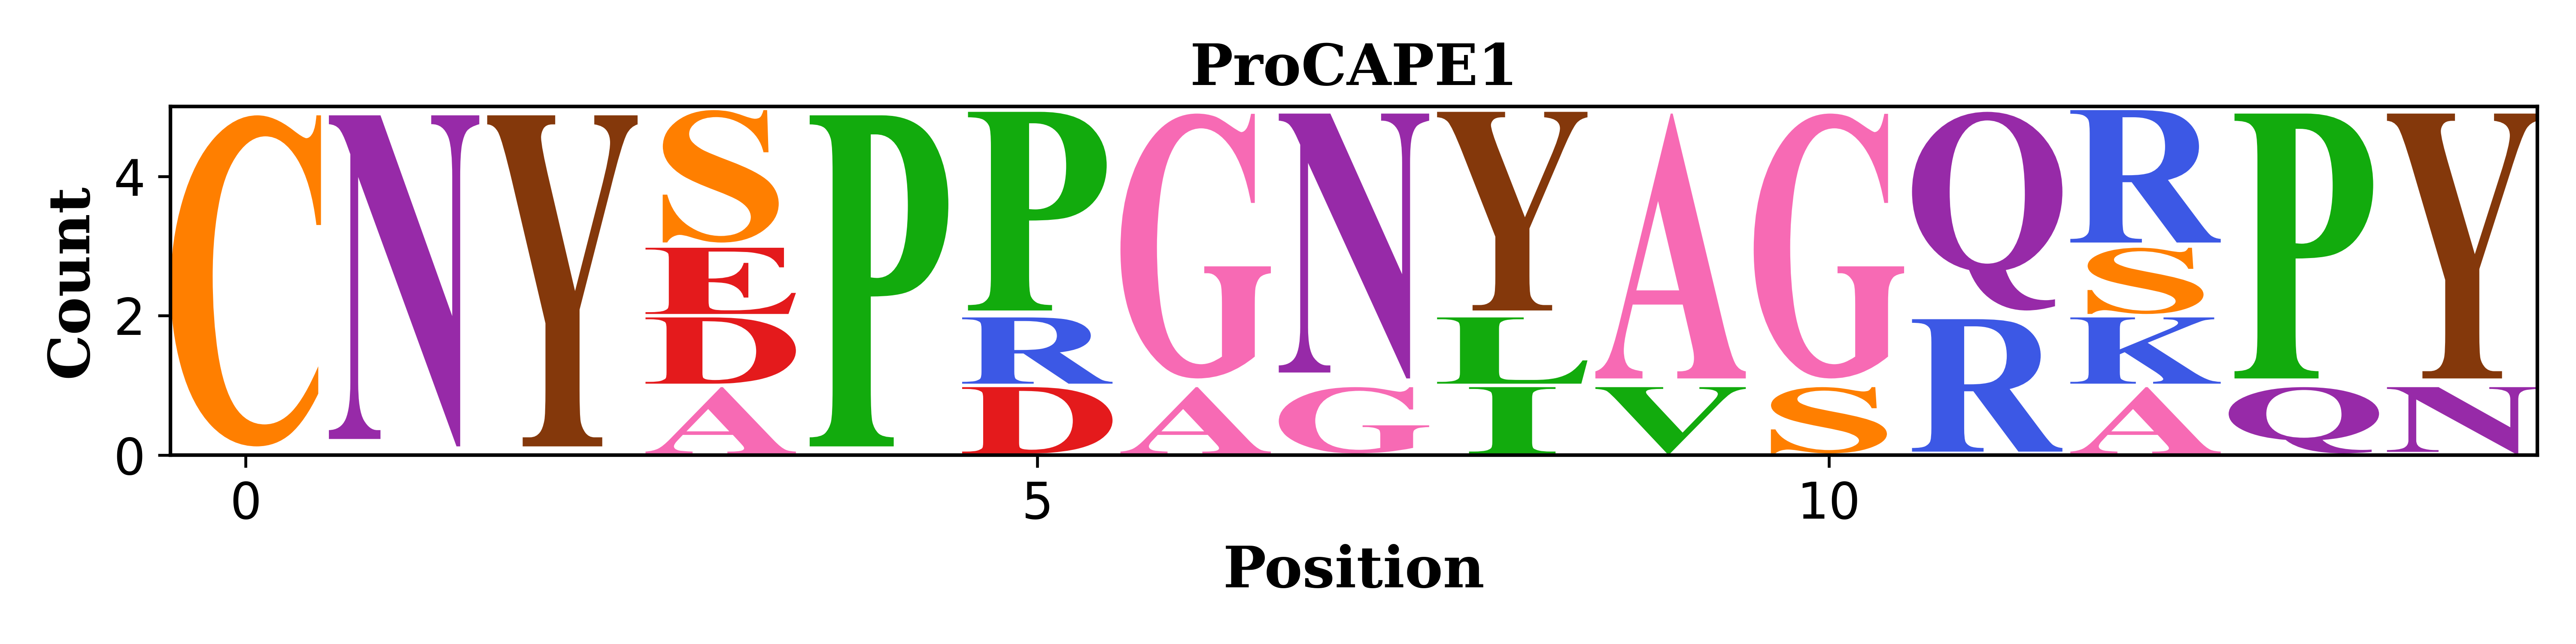 ProCAPE1
Count
4
2
0
C N Y S P P G N Y A G Q R P Y
E R L R S Q N
D D I K
A A G V S A
0 5 10
Position